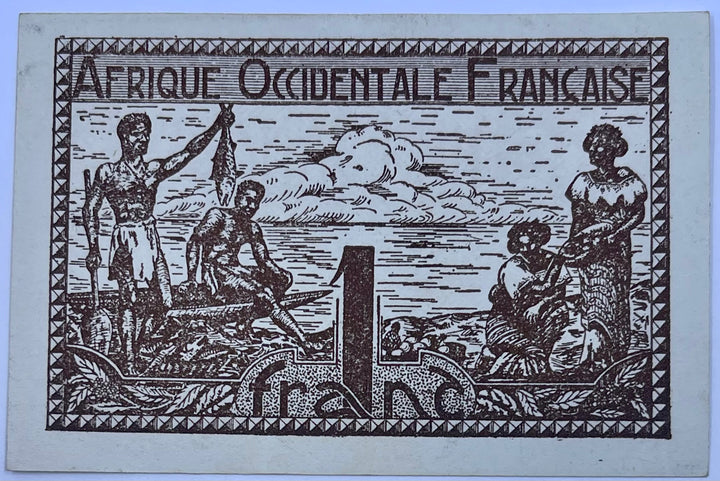 AFRIQUE OCCIDENTALE FRANÇAISE
1
franc